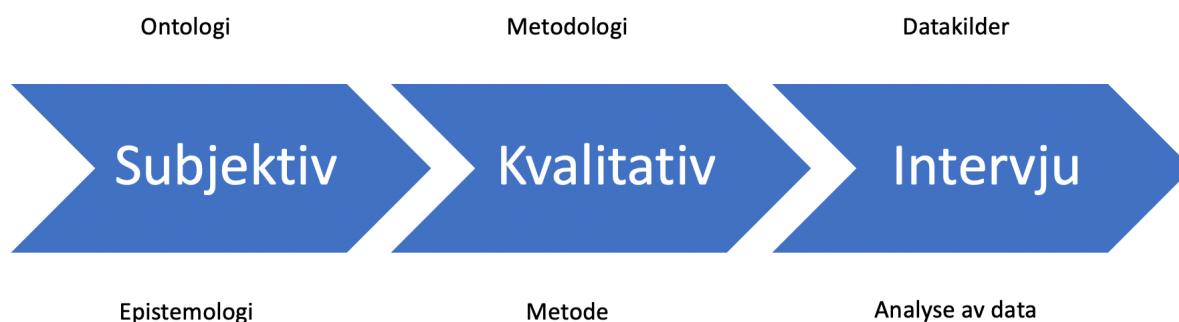 Ontologi Metodologi Datakilder
Subjektiv Kvalitativ Intervju
Epistemologi Metode Analyse av data